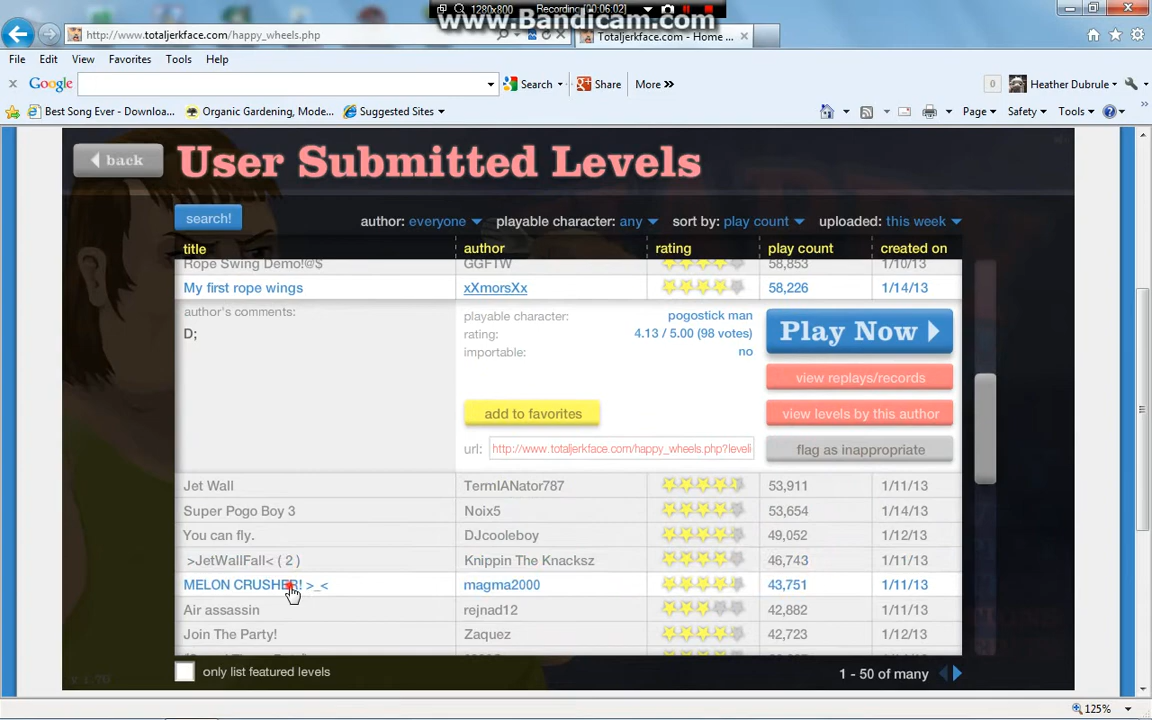 1280x800 Recording [00:06:02]
www.Bandicam.com
http://www.totaljerkface.com/happy_wheels.php
Totaljerkface.com - Home ...
File Edit View Favorites Tools Help
Google Search Share More » 0 Heather Dubrule
Best Song Ever - Downloa... Organic Gardening, Mode... Suggested Sites Page Safety Tools
back User Submitted Levels
search! author: everyone playable character: any sort by: play count uploaded: this week
title author rating play count created on
Rope Swing Demo!@$ GGFTW 58,853 1/10/13
My first rope wings xXmorsXx 58,226 1/14/13
author's comments:
D;
playable character: pogostick man
rating: 4.13 / 5.00 (98 votes)
importable: no
add to favorites
url: http://www.totaljerkface.com/happy_wheels.php?leveli
Play Now
view replays/records
view levels by this author
flag as inappropriate
Jet Wall TermIANator787 53,911 1/11/13
Super Pogo Boy 3 Noix5 53,654 1/14/13
You can fly. DJcooleboy 49,052 1/12/13
>JetWallFall< ( 2 ) Knippin The Knacksz 46,743 1/11/13
MELON CRUSHER! >_< magma2000 43,751 1/11/13
Air assassin rejnad12 42,882 1/11/13
Join The Party! Zaquez 42,723 1/12/13
only list featured levels 1 - 50 of many
125%